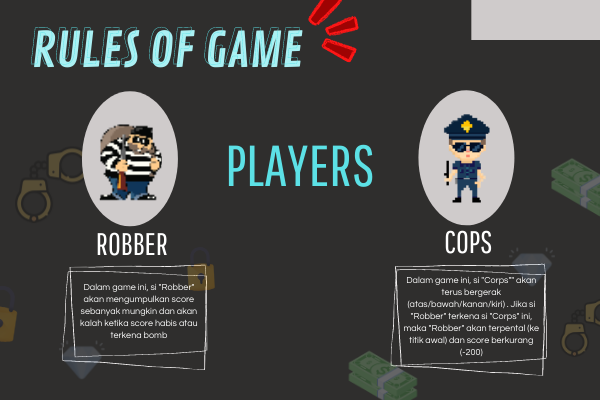 RULES OF GAME
PLAYERS
ROBBER
Dalam game ini, si "Robber"
akan mengumpulkan score
sebanyak mungkin dan akan
kalah ketika score habis atau
terkena bomb
COPS
Dalam game ini, si "Corps"" akan
terus bergerak
(atas/bawah/kanan/kiri) . Jika si
"Robber" terkena si "Corps" ini,
maka "Robber" akan terpental (ke
titik awal) dan score berkurang
(-200)